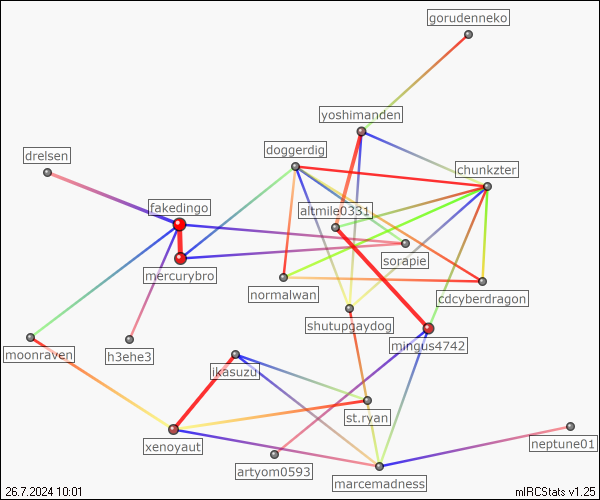 gorudenneko
yoshimanden
doggerdig
drelsen
chunkzter
fakedingo
altmile0331
sorapie
mercurybro
normalwan
cdcyberdragon
shutupgaydog
mingus4742
moonraven
h3ehe3
ikasuzu
st.ryan
xenoyaut
neptune01
artyom0593
marcemadness
26.7.2024 10:01
mIRCStats v1.25